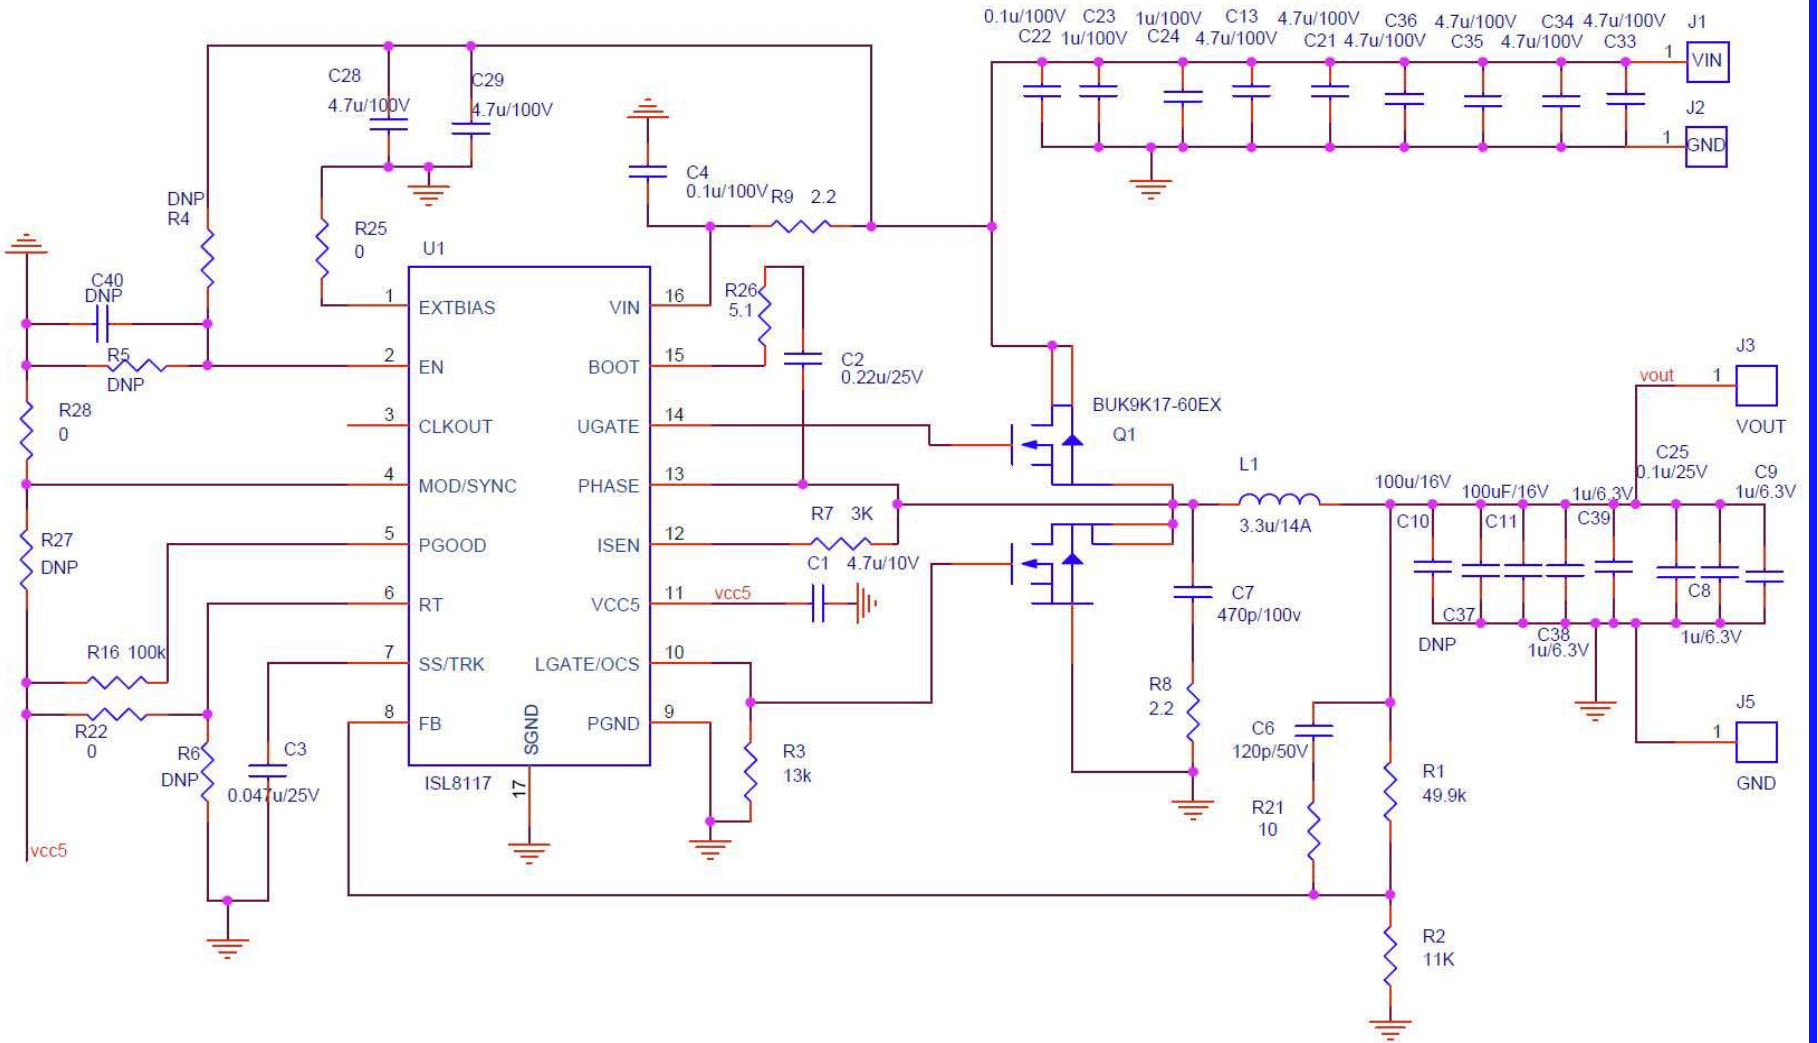 0.1u/100V C23 1u/100V C13 4.7u/100V C36 4.7u/100V C34 4.7u/100V J1
C22 1u/100V C24 4.7u/100V C21 4.7u/100V C35 4.7u/100V C33
1 VIN
J2
1 GND
C28
4.7u/100V
C29
4.7u/100V
C4
0.1u/100V
R9 2.2
DNP
R4
R25
0
U1
C40
DNP
R5
DNP
R28
0
R27
DNP
R16 100k
R22
0
R6
DNP
C3
0.047u/25V
vcc5
1 EXTBIAS
2 EN
3 CLKOUT
4 MOD/SYNC
5 PGOOD
6 RT
7 SS/TRK
8 FB
VIN 16
BOOT 15
UGATE 14
PHASE 13
ISEN 12
VCC5 11
LGATE/OCS 10
PGND 9
SGND
17
ISL8117
R26
5.1
C2
0.22u/25V
R7 3K
C1 4.7u/10V
vcc5
R3
13k
BUK9K17-60EX
Q1
L1
3.3u/14A
C7
470p/100v
R8
2.2
C6
120p/50V
R21
10
R1
49.9k
R2
11K
J3
vout 1
VOUT
C25
0.1u/25V
C9
1u/6.3V
100u/16V
100uF/16V
1u/6.3V
C10
C11
C39
C37
DNP
C38
1u/6.3V
C8
1u/6.3V
J5
1
GND